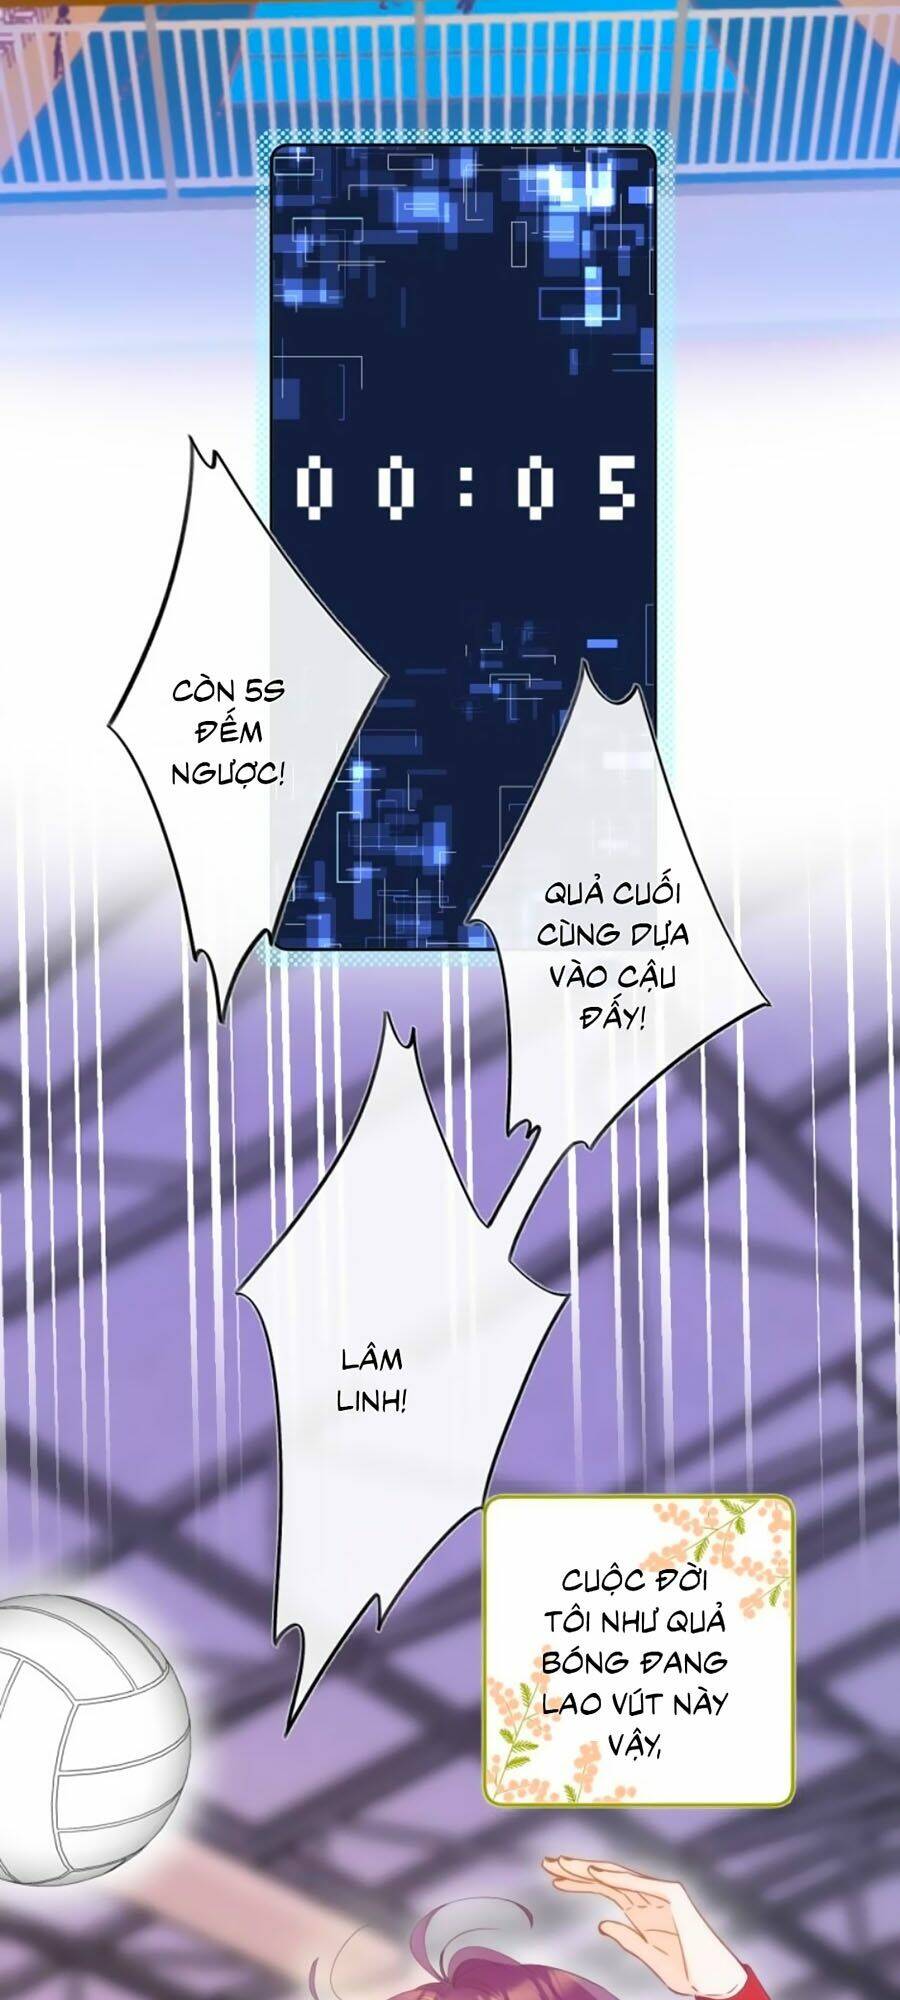 00:05
CÒN 5S
ĐẾM
NGƯỢC!
QUẢ CUỐI
CÙNG DỰA
VÀO CẬU
ĐẤY!
LÂM
LINH!
CUỘC ĐỜI
TÔI NHƯ QUẢ
BÓNG ĐANG
LAO VÚT NÀY
VẬY,